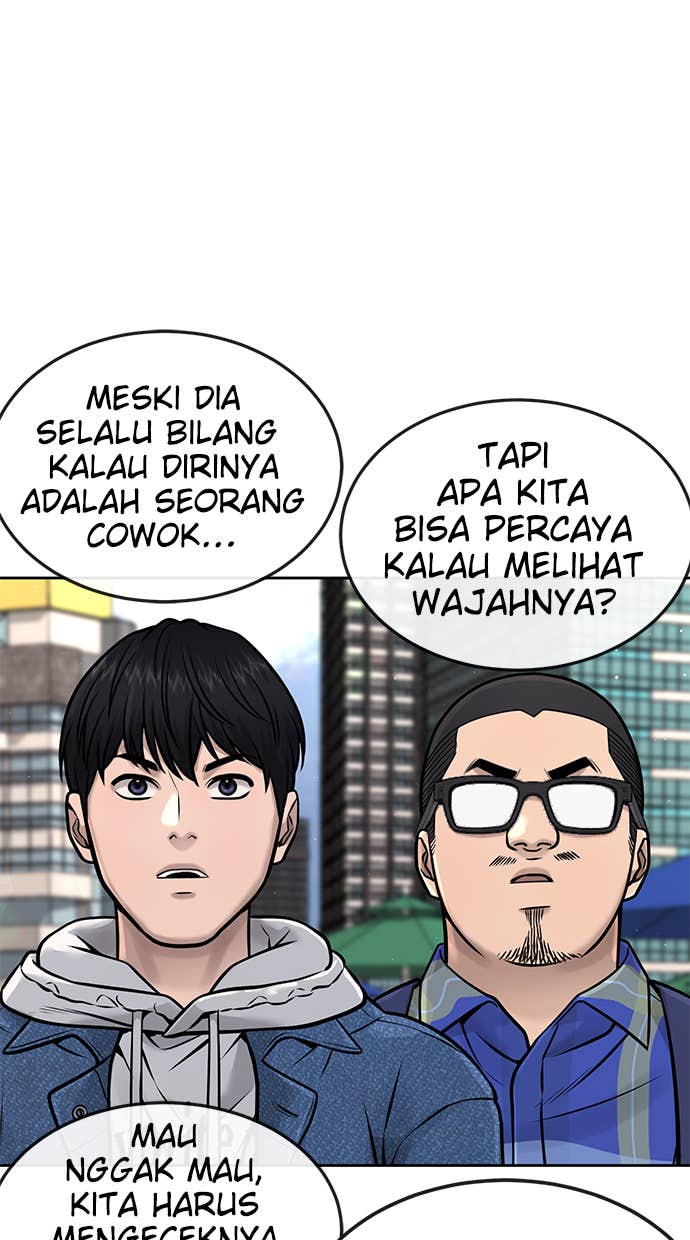 MESKI DIA
SELALU BILANG
KALAU DIRINYA
ADALAH SEORANG
COWOK...
TAPI
APA KITA
BISA PERCAYA
KALAU MELIHAT
WAJAHNYA?
MAU
NGGAK MAU,
KITA HARUS
MENGECEKNYA